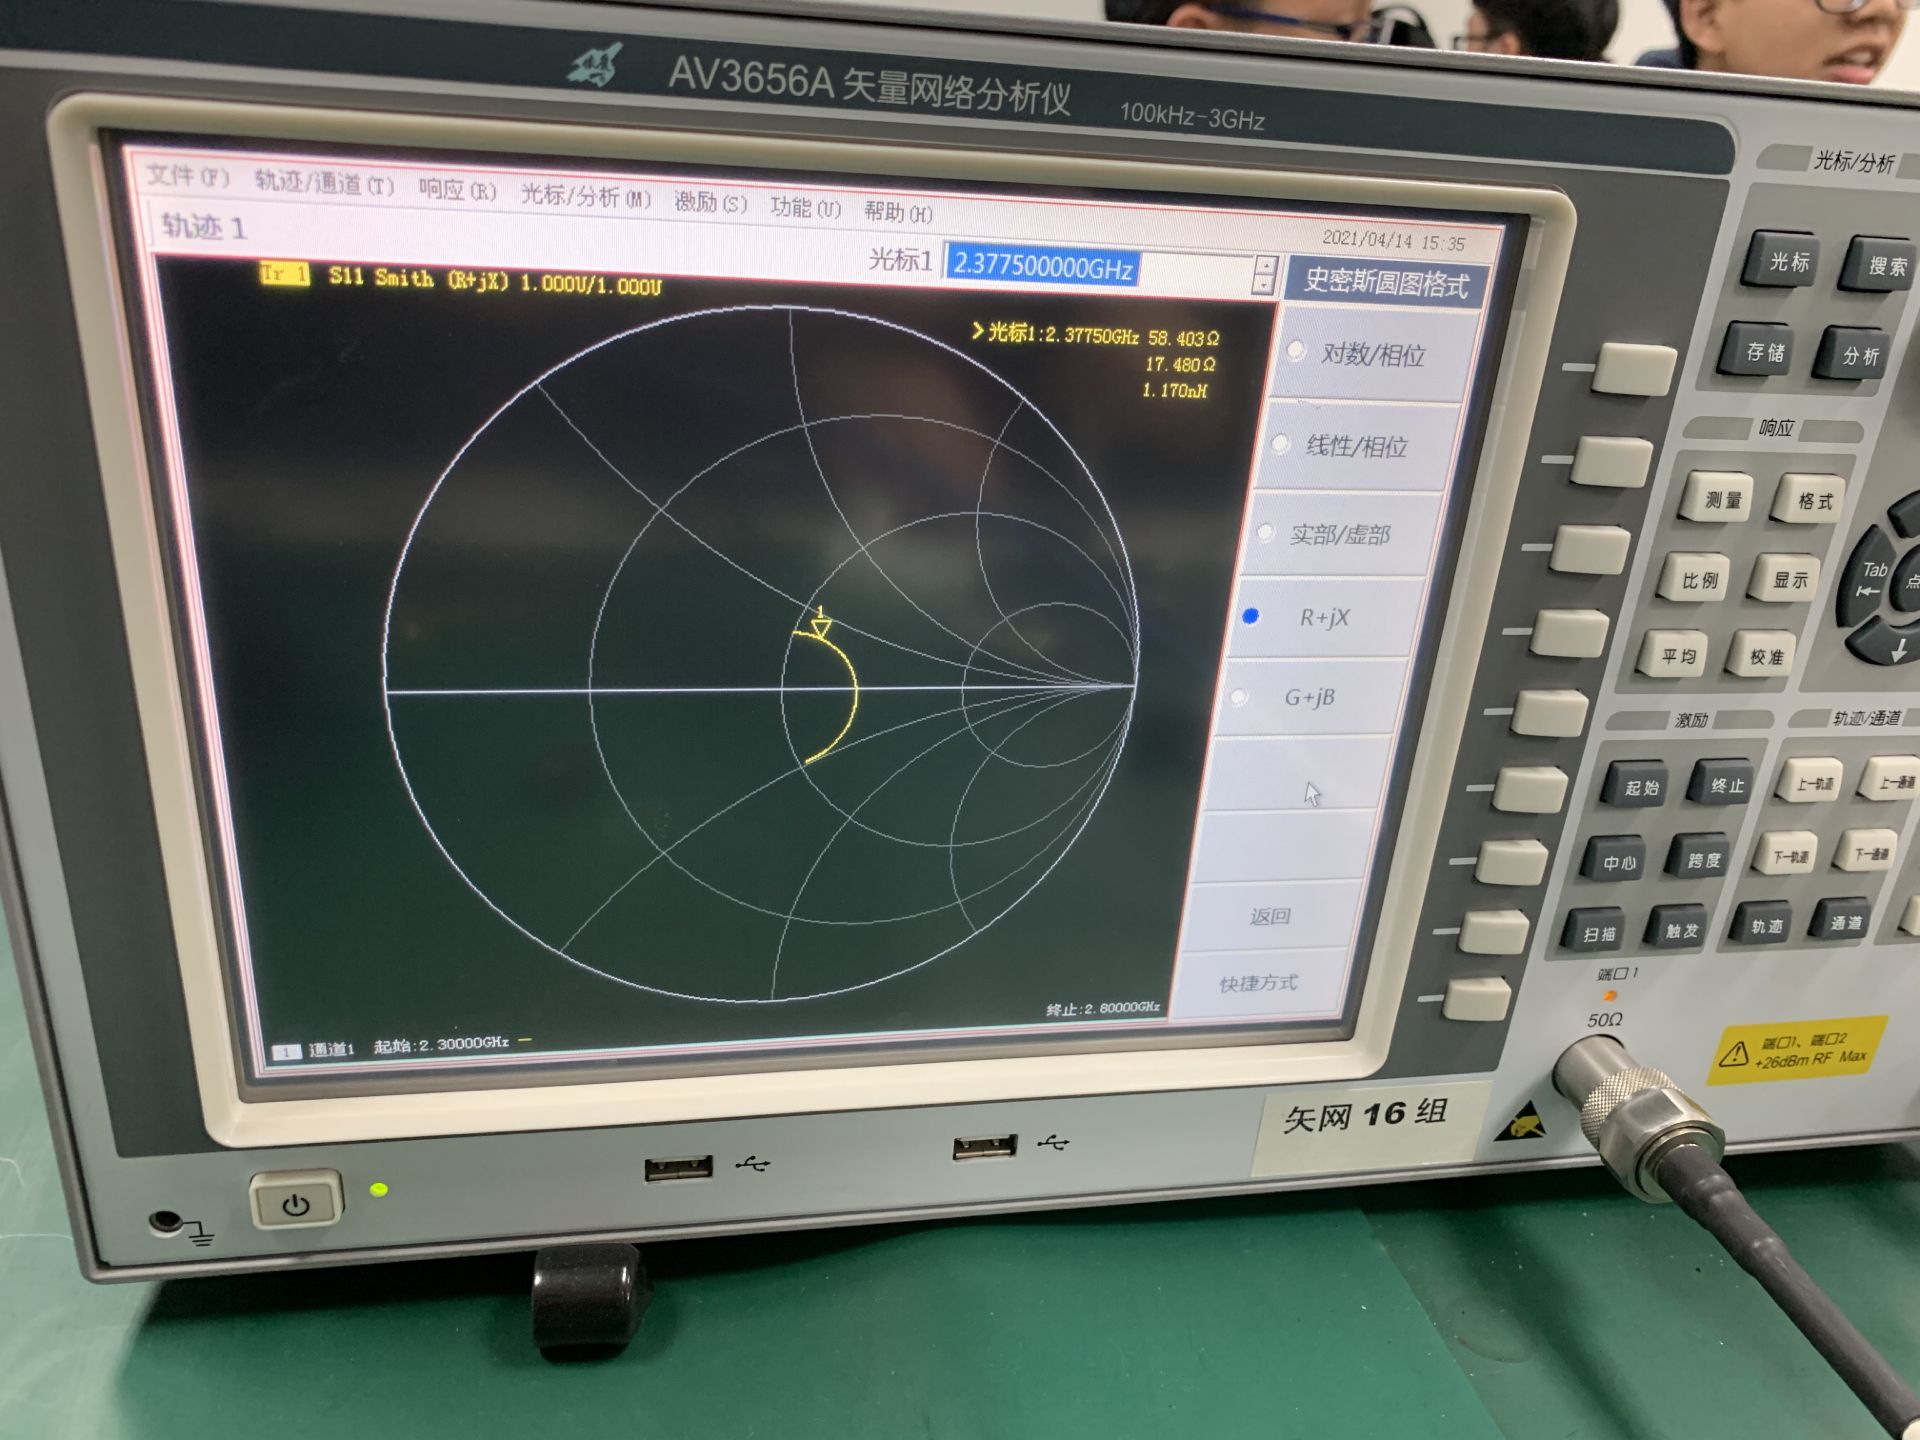 AV3656A 矢量网络分析仪 100kHz-3GHz
文件(F) 轨迹/通道(T) 响应(R) 光标/分析(M) 激励(S) 功能(U) 帮助(H)
轨迹 1
2021/04/14 15:35
光标1 2.377500000GHz
史密斯圆图格式
Tr 1 S11 Smith (R+jX) 1.000U/1.000U
>光标1:2.37750GHz 58.403Ω
17.480Ω
1.170nH
1
对数/相位
线性/相位
实部/虚部
R+jX
G+jB
返回
快捷方式
1 通道1 起始:2.30000GHz
终止:2.80000GHz
光标/分析
光标 搜索
存储 分析
响应
测量 格式
比例 显示
平均 校准
Tab
点
激励
起始 终止
中心 跨度
扫描 触发
轨迹/通道
上一轨迹 上一通道
下一轨迹 下一通道
轨迹 通道
端口 1
50Ω
端口1、端口2
+26dBm RF Max
矢网 16 组